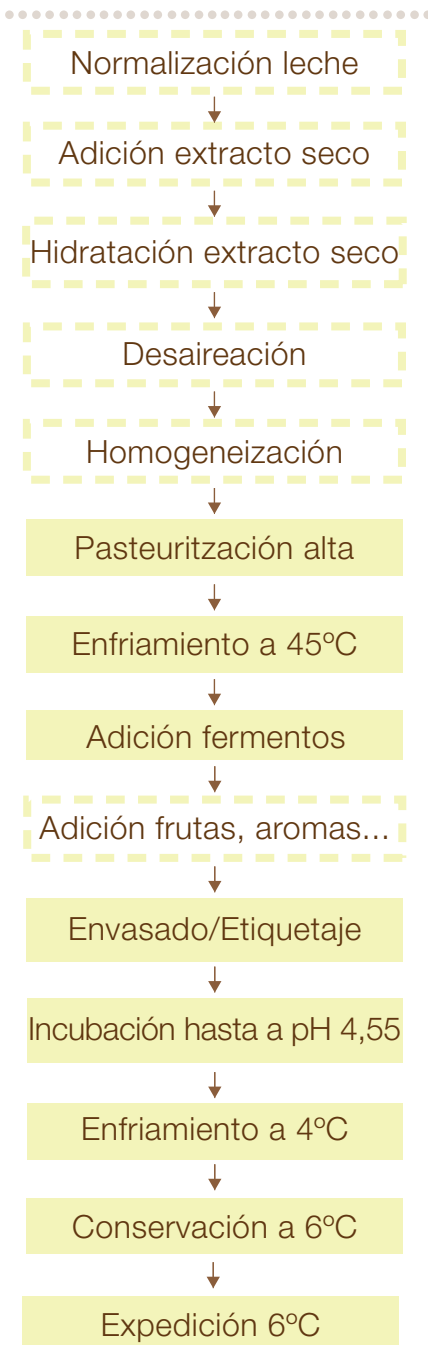 Normalización leche
Adición extracto seco
Hidratación extracto seco
Desaireación
Homogeneización
Pasteuritzación alta
Enfriamiento a 45ºC
Adición fermentos
Adición frutas, aromas...
Envasado/Etiquetaje
Incubación hasta a pH 4,55
Enfriamiento a 4ºC
Conservación a 6ºC
Expedición 6ºC